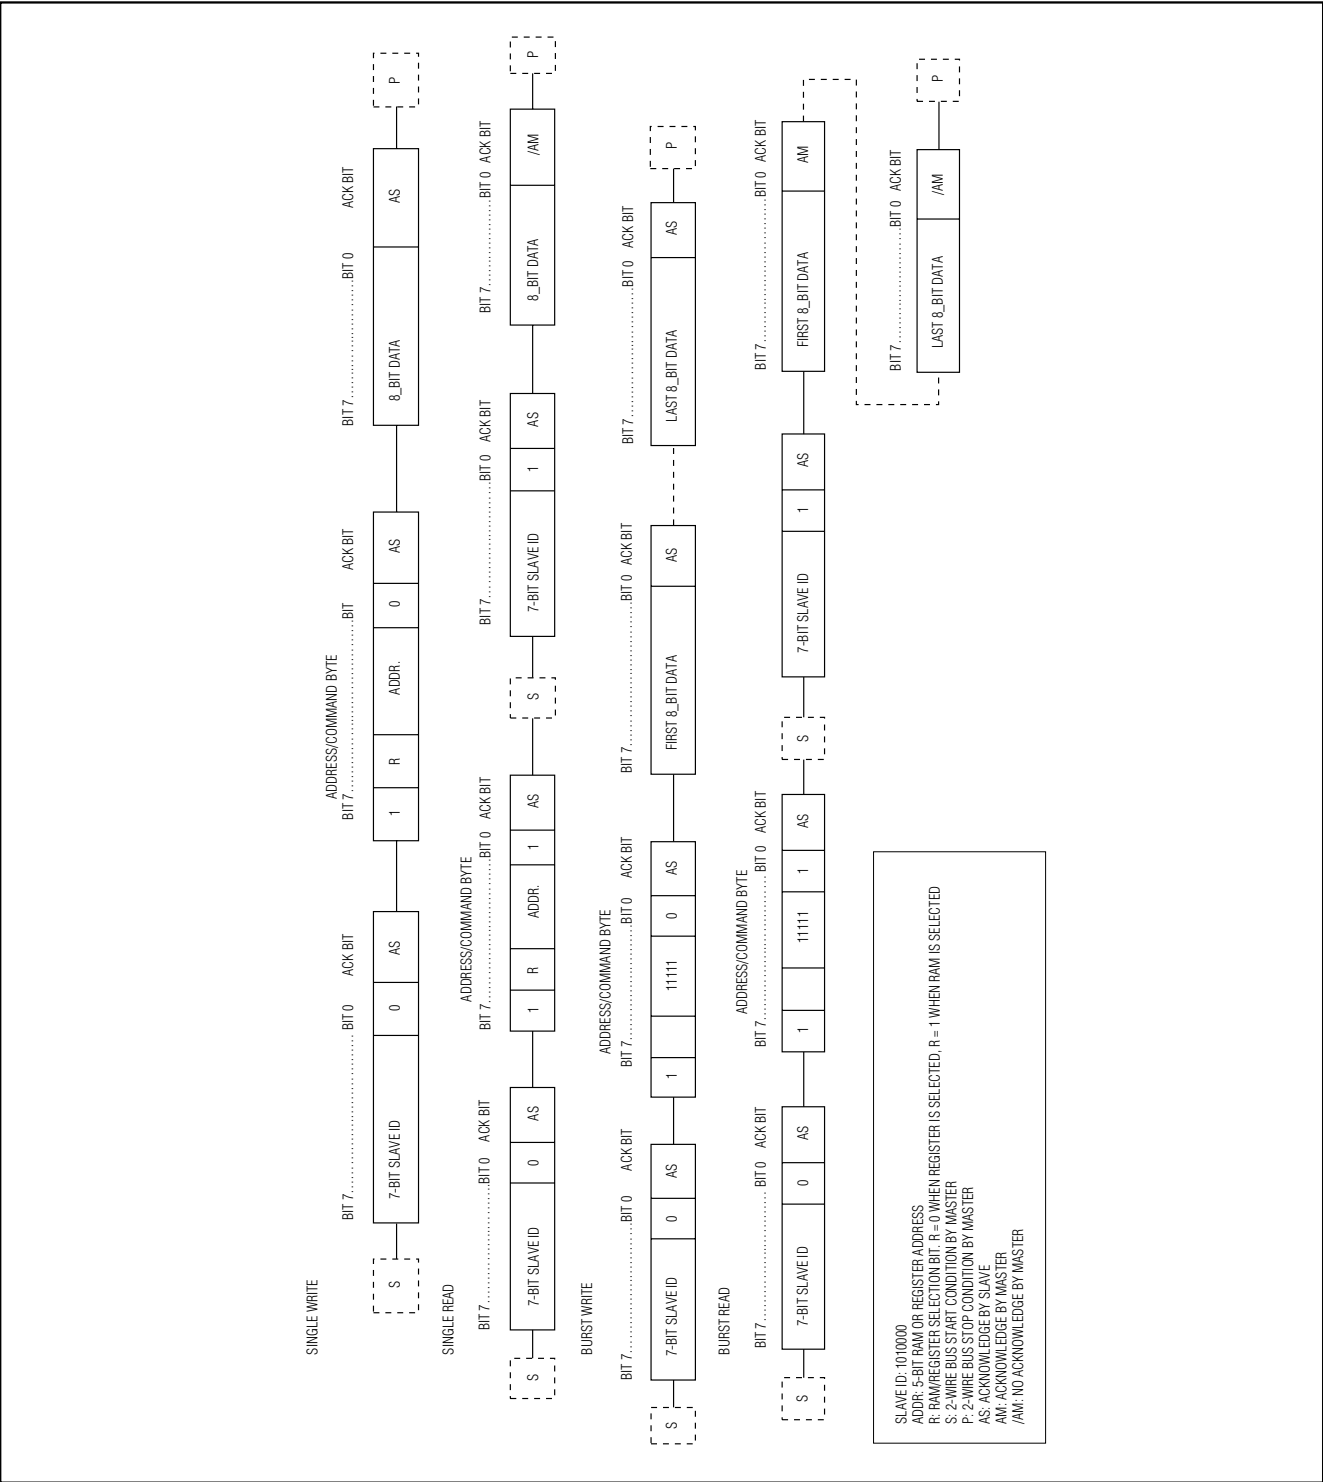 SINGLE WRITE
ADDRESS/COMMAND BYTE
BIT 7 BIT 0 ACK BIT BIT 7 BIT ACK BIT BIT 7 BIT 0 ACK BIT
S 7-BIT SLAVE ID 0 AS 1 R ADDR. 0 AS 8_BIT DATA AS P
SINGLE READ
ADDRESS/COMMAND BYTE
BIT 7 BIT 0 ACK BIT BIT 7 BIT 0 ACK BIT BIT 7 BIT 0 ACK BIT BIT 7 BIT 0 ACK BIT
S 7-BIT SLAVE ID 0 AS 1 R ADDR. 1 AS S 7-BIT SLAVE ID 1 AS 8_BIT DATA /AM P
BURST WRITE
ADDRESS/COMMAND BYTE
BIT 7 BIT 0 ACK BIT BIT 7 BIT 0 ACK BIT BIT 7 BIT 0 ACK BIT BIT 7 BIT 0 ACK BIT
S 7-BIT SLAVE ID 0 AS 1 11111 0 AS FIRST 8_BIT DATA AS LAST 8_BIT DATA AS P
BURST READ
ADDRESS/COMMAND BYTE
BIT 7 BIT 0 ACK BIT BIT 7 BIT 0 ACK BIT BIT 7 BIT 0 ACK BIT
S 7-BIT SLAVE ID 0 AS 1 11111 1 AS S 7-BIT SLAVE ID 1 AS FIRST 8_BIT DATA AM
BIT 7 BIT 0 ACK BIT
LAST 8_BIT DATA /AM P
SLAVE ID: 1010000
ADDR: 5-BIT RAM OR REGISTER ADDRESS
R: RAM/REGISTER SELECTION BIT. R = 0 WHEN REGISTER IS SELECTED, R = 1 WHEN RAM IS SELECTED
S: 2-WIRE BUS START CONDITION BY MASTER
P: 2-WIRE BUS STOP CONDITION BY MASTER
AS: ACKNOWLEDGE BY SLAVE
AM: ACKNOWLEDGE BY MASTER
/AM: NO ACKNOWLEDGE BY MASTER